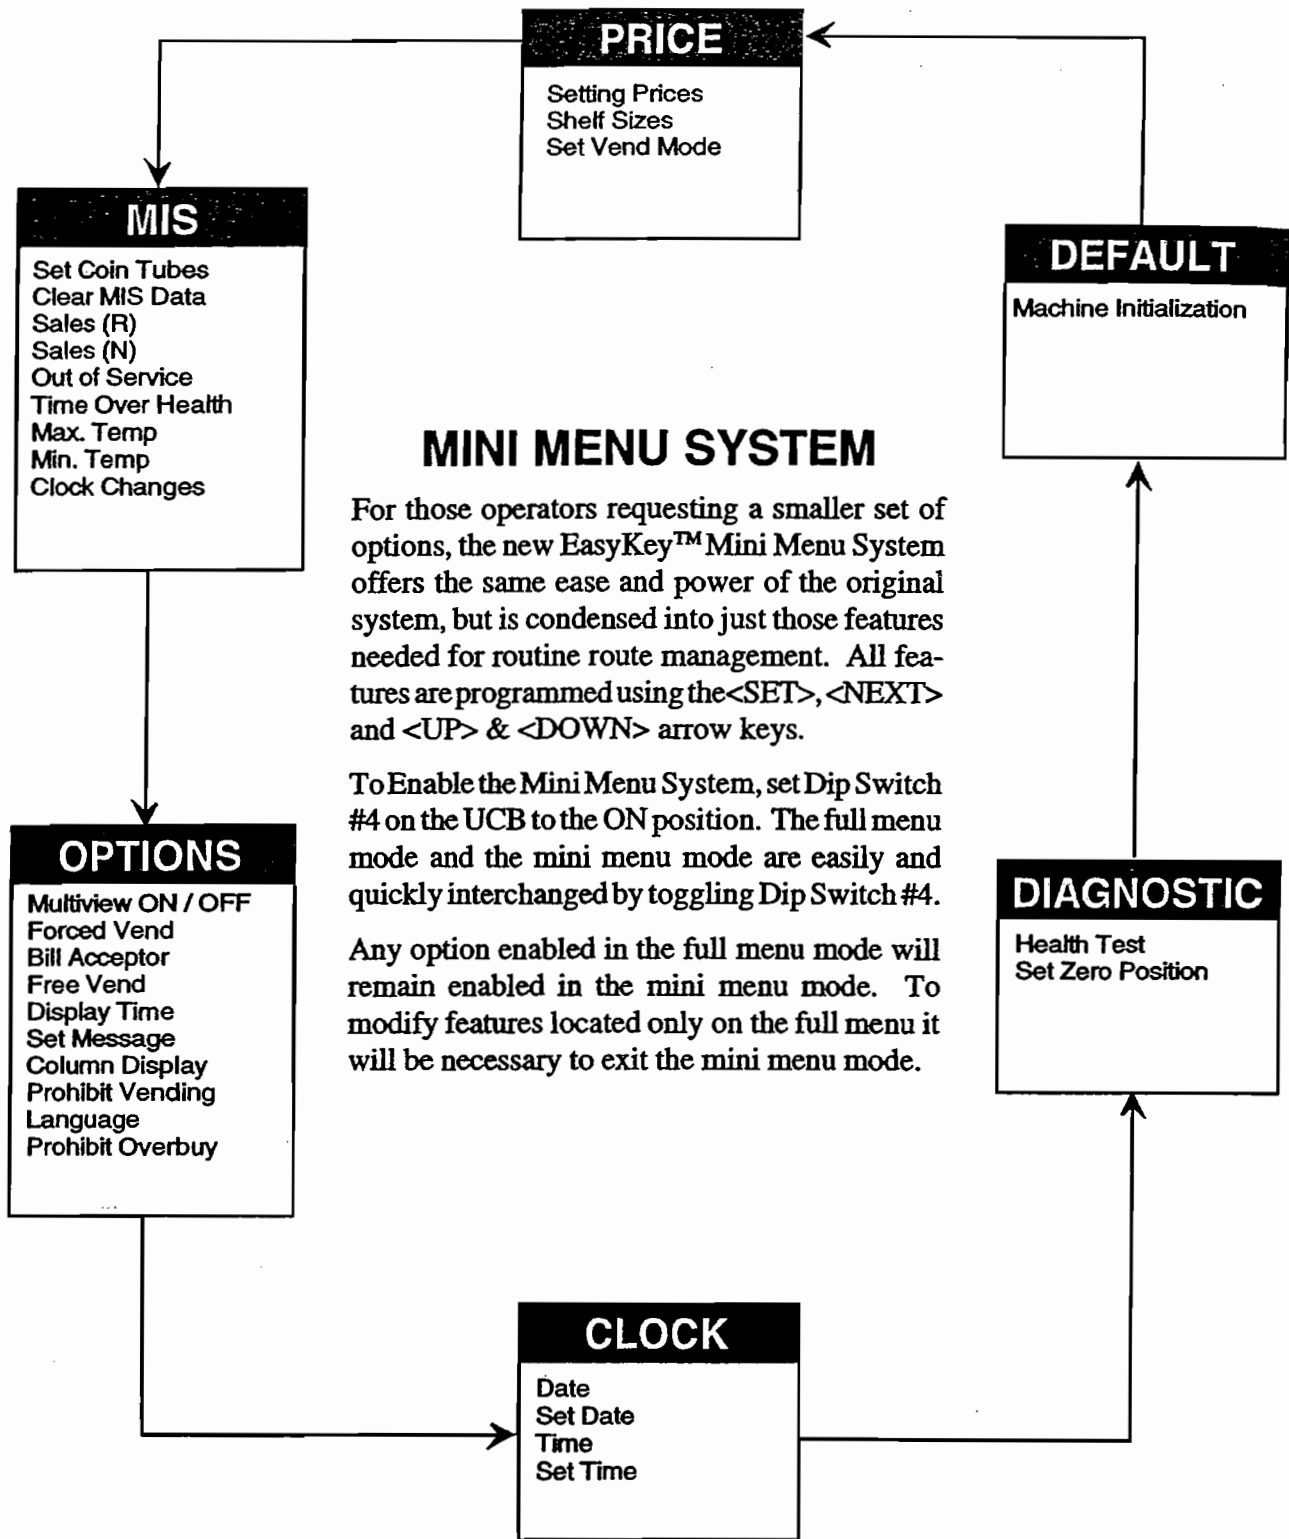 PRICE
Setting Prices
Shelf Sizes
Set Vend Mode
MIS
Set Coin Tubes
Clear MIS Data
Sales (R)
Sales (N)
Out of Service
Time Over Health
Max. Temp
Min. Temp
Clock Changes
OPTIONS
Multiview ON / OFF
Forced Vend
Bill Acceptor
Free Vend
Display Time
Set Message
Column Display
Prohibit Vending
Language
Prohibit Overbuy
CLOCK
Date
Set Date
Time
Set Time
DIAGNOSTIC
Health Test
Set Zero Position
DEFAULT
Machine Initialization
MINI MENU SYSTEM
For those operators requesting a smaller set of
options, the new EasyKey™ Mini Menu System
offers the same ease and power of the original
system, but is condensed into just those features
needed for routine route management. All fea-
tures are programmed using the <SET>, <NEXT>
and <UP> & <DOWN> arrow keys.
To Enable the Mini Menu System, set Dip Switch
#4 on the UCB to the ON position. The full menu
mode and the mini menu mode are easily and
quickly interchanged by toggling Dip Switch #4.
Any option enabled in the full menu mode will
remain enabled in the mini menu mode. To
modify features located only on the full menu it
will be necessary to exit the mini menu mode.